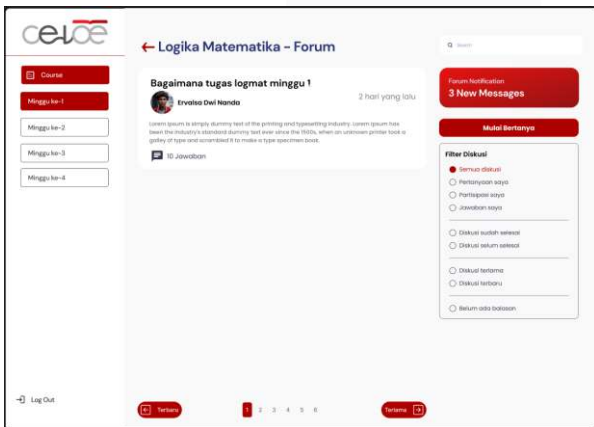 celoe
Course
Minggu ke-1
Minggu ke-2
Minggu ke-3
Minggu ke-4
Log Out
Logika Matematika - Forum
Bagaimana tugas logmat minggu 1
Ervalsa Dwi Nanda
2 hari yang lalu
Lorem Ipsum is simply dummy text of the printing and typesetting industry. Lorem Ipsum has
been the industry's standard dummy text ever since the 1500s, when an unknown printer took a
galley of type and scrambled it to make a type specimen book.
10 Jawaban
Terbaru
1 2 3 4 5 6
Terlama
Search
Forum Notification
3 New Messages
Mulai Bertanya
Filter Diskusi
Semua diskusi
Pertanyaan saya
Partisipasi saya
Jawaban saya
Diskusi sudah selesai
Diskusi selum selesai
Diskusi terlama
Diskusi terbaru
Belum ada balasan